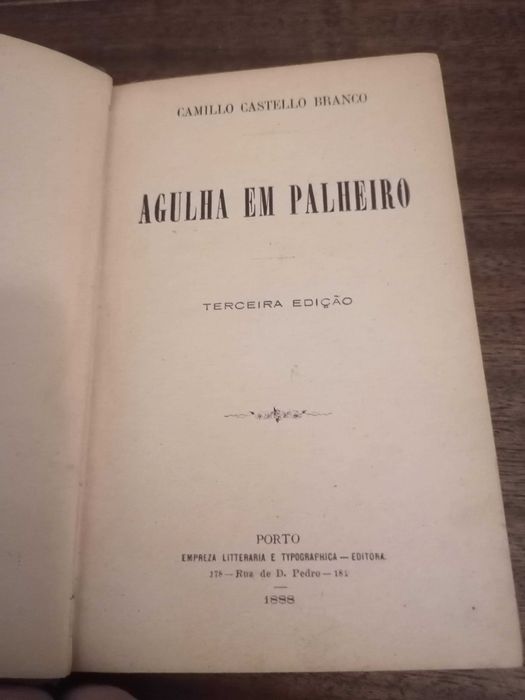 CAMILLO CASTELLO BRANCO
AGULHA EM PALHEIRO
TERCEIRA EDIÇÃO
PORTO
EMPREZA LITTERARIA E TYPOGRAPHICA — EDITORA
178 — Rua de D. Pedro — 184
1888